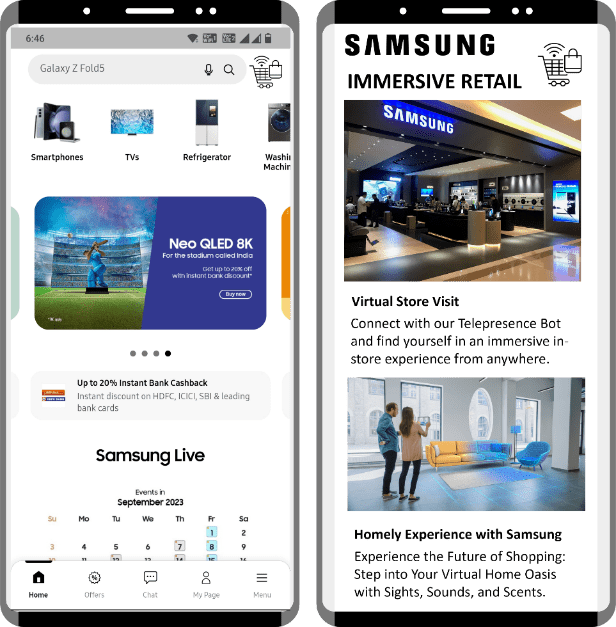 6:46
Galaxy Z Fold5
Smartphones
TVs
Refrigerator
Washin
Machin
Neo QLED 8K
For the stadium called India
Get up to 20% off
with instant bank discount*
Buy now
Up to 20% Instant Bank Cashback
Instant discount on HDFC, ICICI, SBI & leading
bank cards
Samsung Live
Events in
September 2023
Su Mo Tu We Th Fr Sa
1 2
3 4 5 6 7 8 9
Home Offers Chat My Page Menu
SAMSUNG
IMMERSIVE RETAIL
SAMSUNG
Virtual Store Visit
Connect with our Telepresence Bot
and find yourself in an immersive in-
store experience from anywhere.
Homely Experience with Samsung
Experience the Future of Shopping:
Step into Your Virtual Home Oasis
with Sights, Sounds, and Scents.